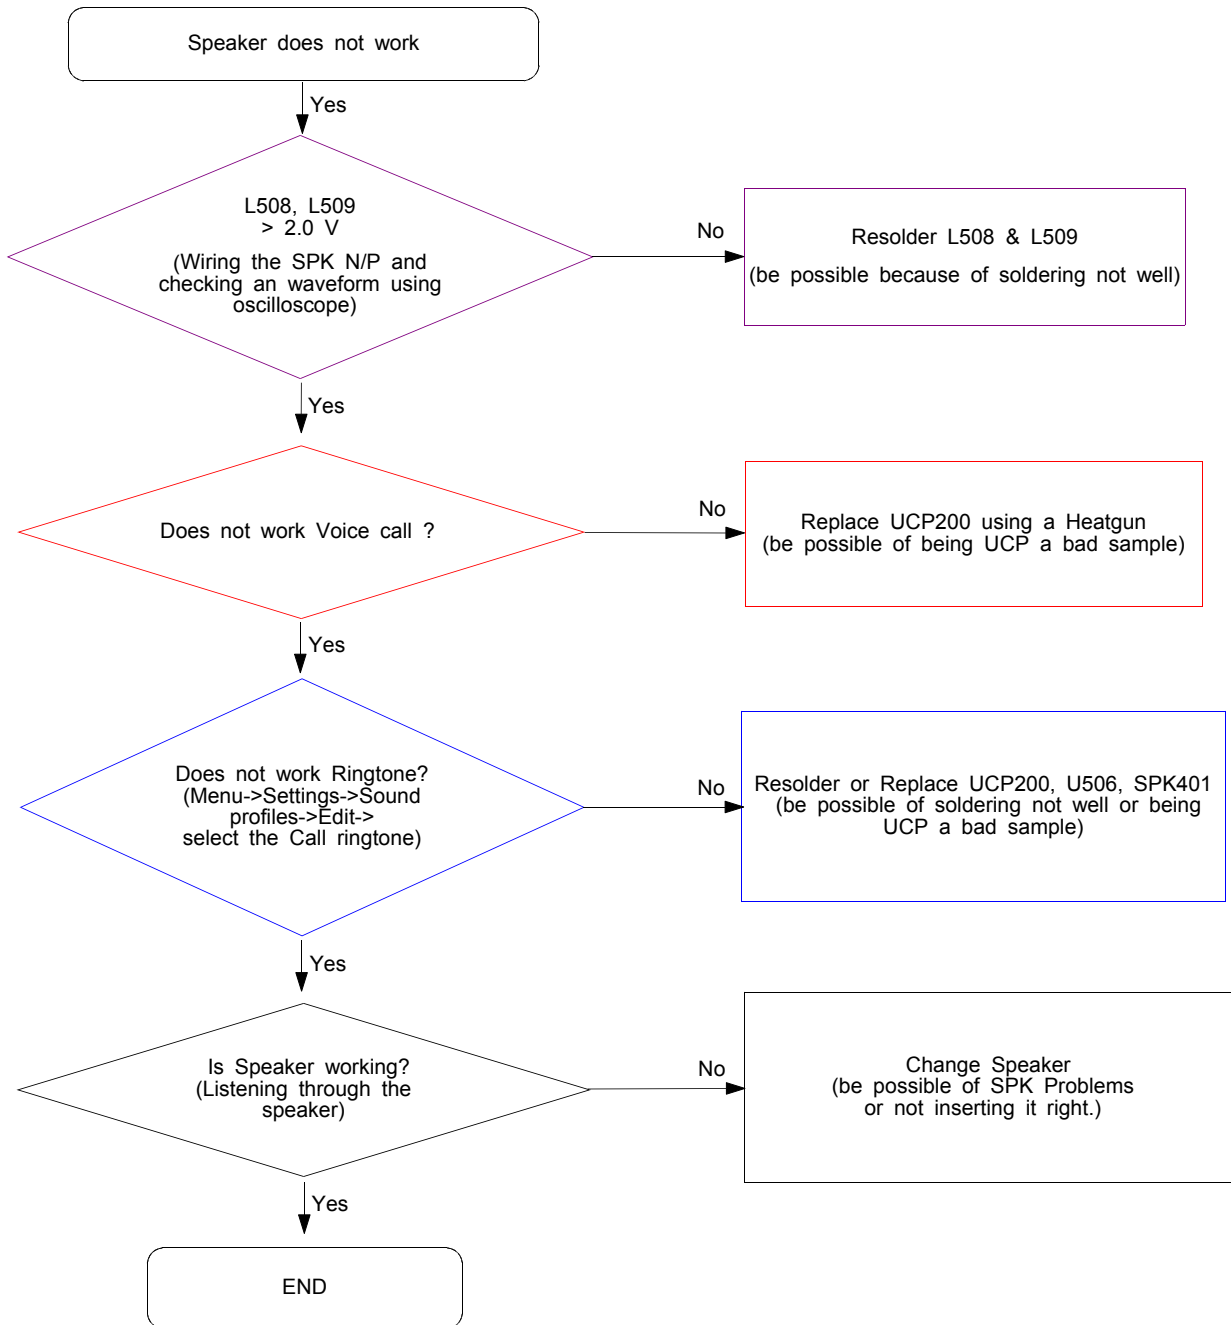 Speaker does not work
Yes
L508, L509
> 2.0 V
(Wiring the SPK N/P and
checking an waveform using
oscilloscope)
No
Resolder L508 & L509
(be possible because of soldering not well)
Yes
Does not work Voice call ?
No
Replace UCP200 using a Heatgun
(be possible of being UCP a bad sample)
Yes
Does not work Ringtone?
(Menu->Settings->Sound
profiles->Edit->
select the Call ringtone)
No
Resolder or Replace UCP200, U506, SPK401
(be possible of soldering not well or being
UCP a bad sample)
Yes
Is Speaker working?
(Listening through the
speaker)
No
Change Speaker
(be possible of SPK Problems
or not inserting it right.)
Yes
END